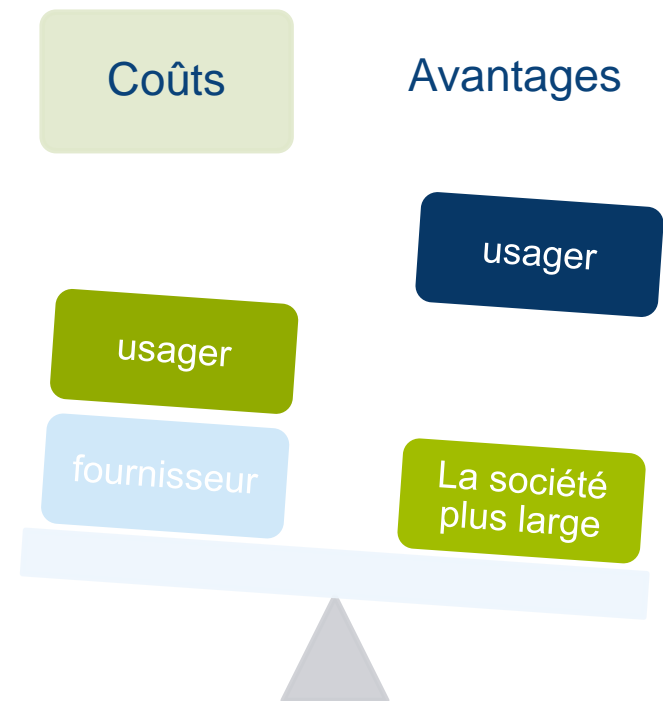 Coûts
Avantages
usager
usager
fournisseur
La société
plus large